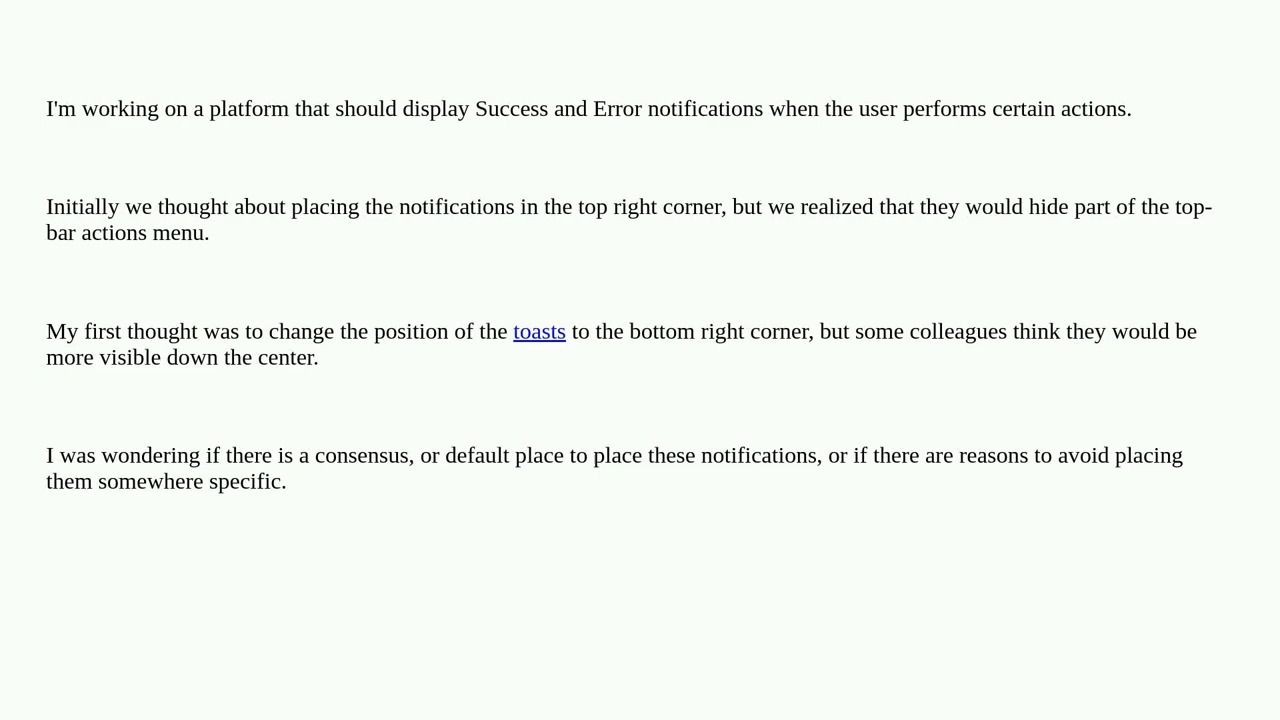 I'm working on a platform that should display Success and Error notifications when the user performs certain actions.
Initially we thought about placing the notifications in the top right corner, but we realized that they would hide part of the top-
bar actions menu.
My first thought was to change the position of the toasts to the bottom right corner, but some colleagues think they would be
more visible down the center.
I was wondering if there is a consensus, or default place to place these notifications, or if there are reasons to avoid placing
them somewhere specific.